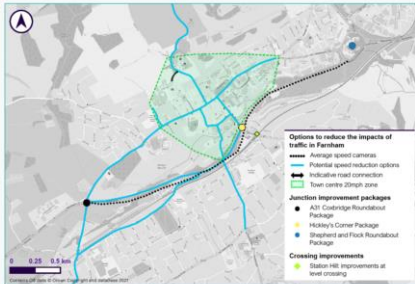 Options to reduce the impacts of
traffic in Farnham
Average speed cameras
Potential speed reduction options
Indicative road connection
Town centre 20mph zone
Junction improvement packages
A31 Coxbridge Roundabout
Package
Hickley's Corner Package
Shepherd and Flock Roundabout
Package
Crossing improvements
Station Hill: improvements at
level crossing
0 0.25 0.5 km